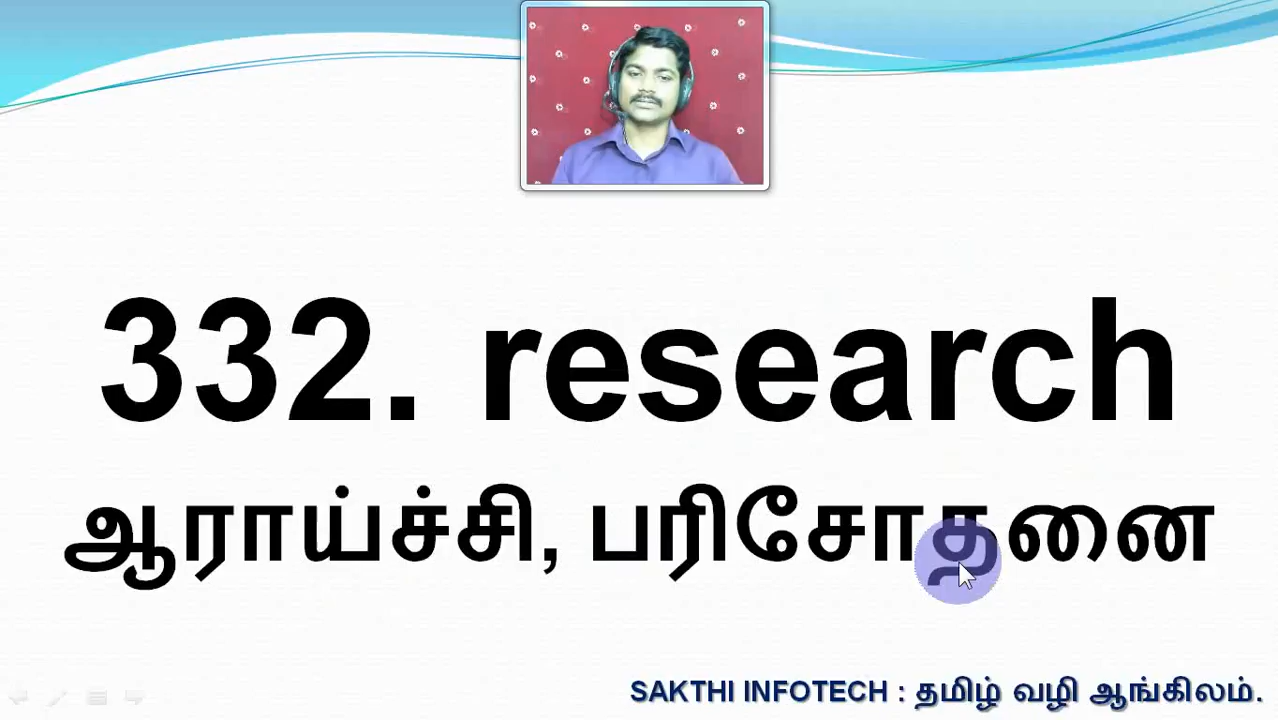 332. research
ஆராய்ச்சி, பரிசோதனை
SAKTHI INFOTECH : தமிழ் வழி ஆங்கிலம்.